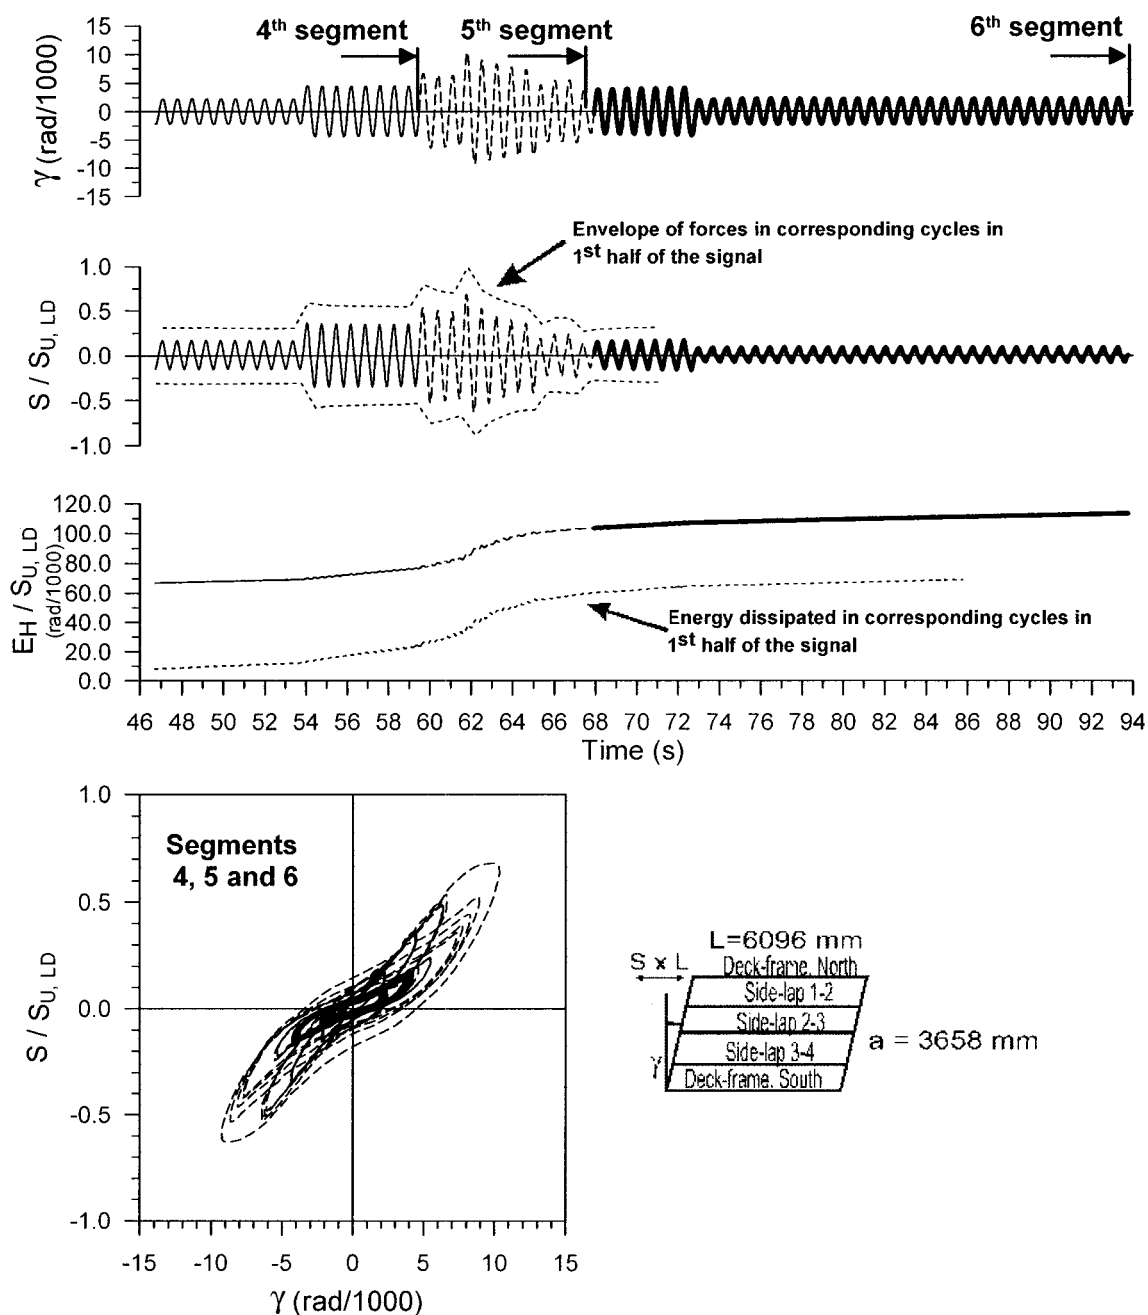 4th segment
5th segment
6th segment
γ (rad/1000)
15
10
5
0
-5
-10
-15
Envelope of forces in corresponding cycles in
1st half of the signal
S / SU, LD
1.0
0.5
0.0
-0.5
-1.0
EH / SU, LD
(rad/1000)
120.0
100.0
80.0
60.0
40.0
20.0
0.0
Energy dissipated in corresponding cycles in
1st half of the signal
46 48 50 52 54 56 58 60 62 64 66 68 70 72 74 76 78 80 82 84 86 88 90 92 94
Time (s)
S / SU, LD
1.0
0.5
0.0
-0.5
-1.0
Segments
4, 5 and 6
-15 -10 -5 0 5 10 15
γ (rad/1000)
L=6096 mm
S x L
Deck-frame. North
Side-lap 1-2
Side-lap 2-3
Side-lap 3-4
Deck-frame. South
γ
a = 3658 mm